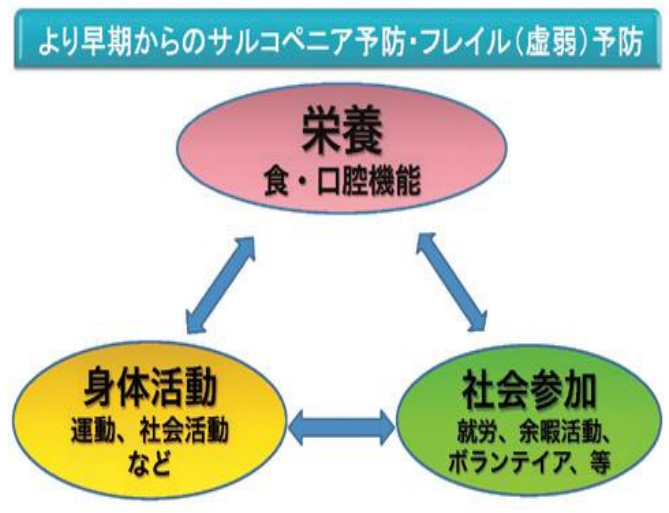 より早期からのサルコペニア予防・フレイル（虚弱）予防
栄養
食・口腔機能
身体活動
運動、社会活動
など
社会参加
就労、余暇活動、
ボランテイア、等